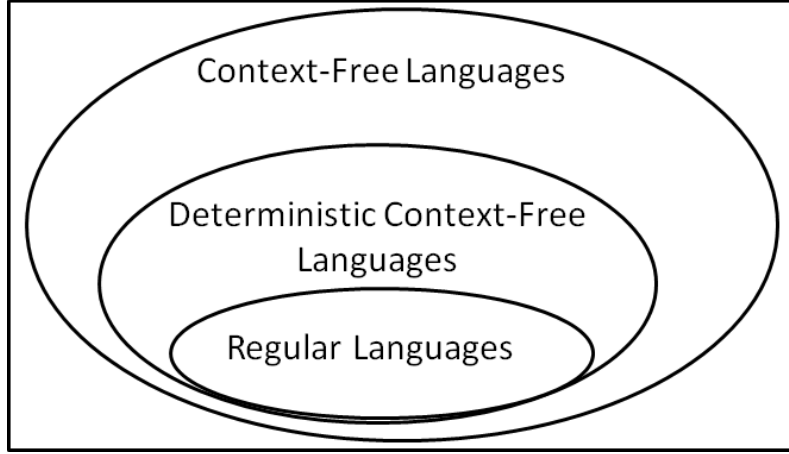 Context-Free Languages
Deterministic Context-Free
Languages
Regular Languages